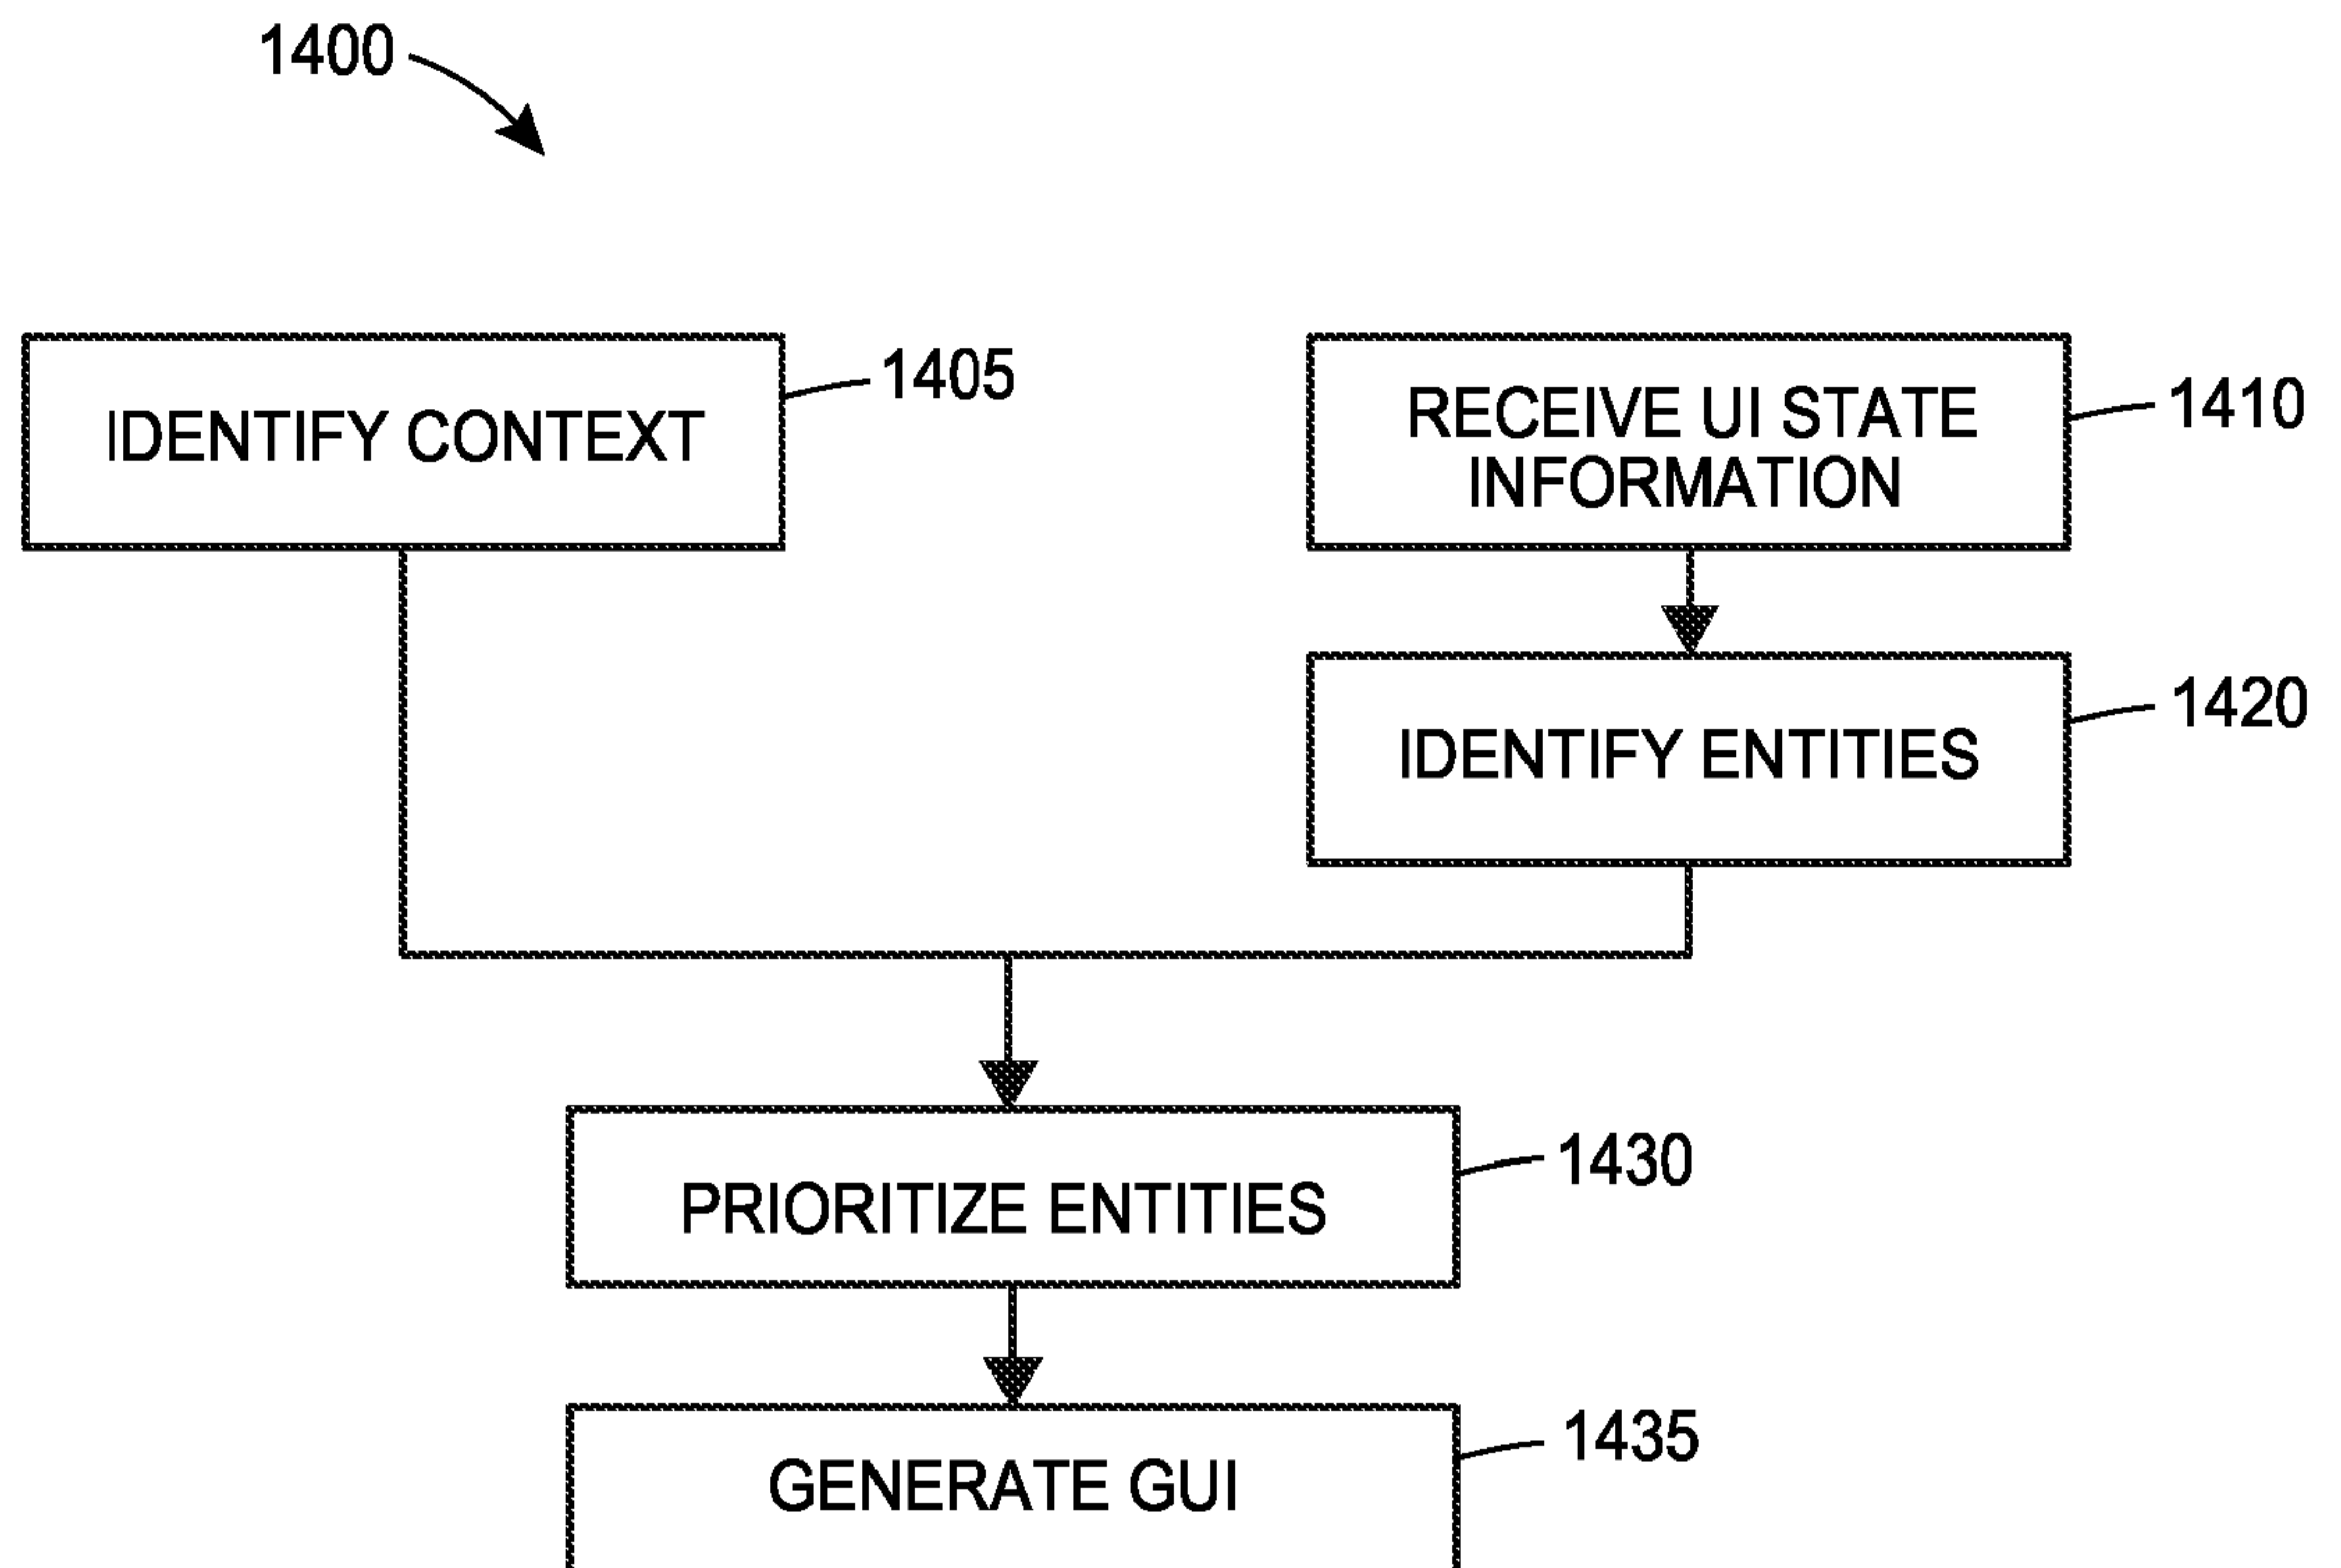 1400
IDENTIFY CONTEXT
1405
RECEIVE UI STATE
INFORMATION
1410
IDENTIFY ENTITIES
1420
PRIORITIZE ENTITIES
1430
GENERATE GUI
1435